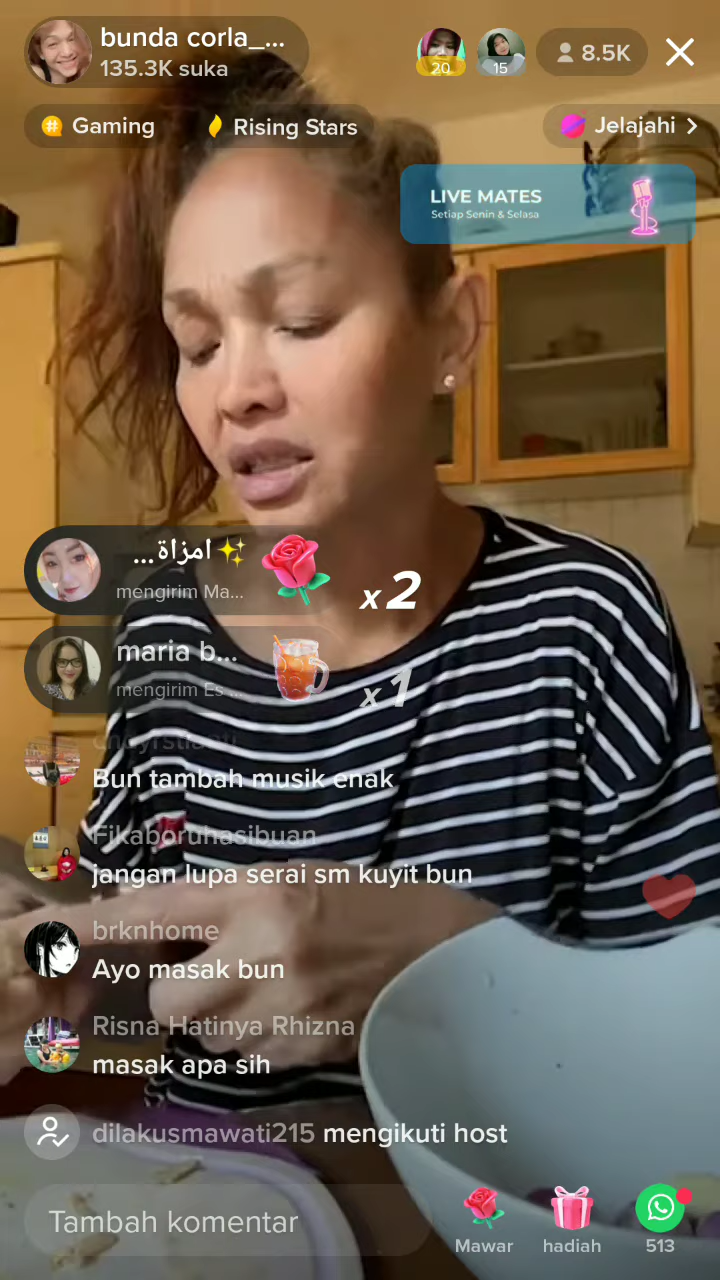 bunda corla_...
135.3K suka
20
15
8.5K
Gaming
Rising Stars
Jelajahi
LIVE MATES
Setiap Senin & Selasa
✨امزاة...
mengirim Ma...
x2
maria b...
mengirim Es ...
x1
Bun tambah musik enak
Fikaboruhasibuan
jangan lupa serai sm kuyit bun
brknhome
Ayo masak bun
Risna Hatinya Rhizna
masak apa sih
dilakusmawati215 mengikuti host
Tambah komentar
Mawar
hadiah
513